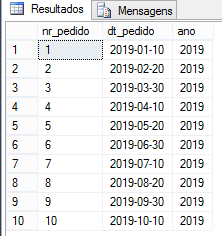 Resultados Mensagens
nr_pedido dt_pedido ano
1 1 2019-01-10 2019
2 2 2019-02-20 2019
3 3 2019-03-30 2019
4 4 2019-04-10 2019
5 5 2019-05-20 2019
6 6 2019-06-30 2019
7 7 2019-07-10 2019
8 8 2019-08-20 2019
9 9 2019-09-30 2019
10 10 2019-10-10 2019